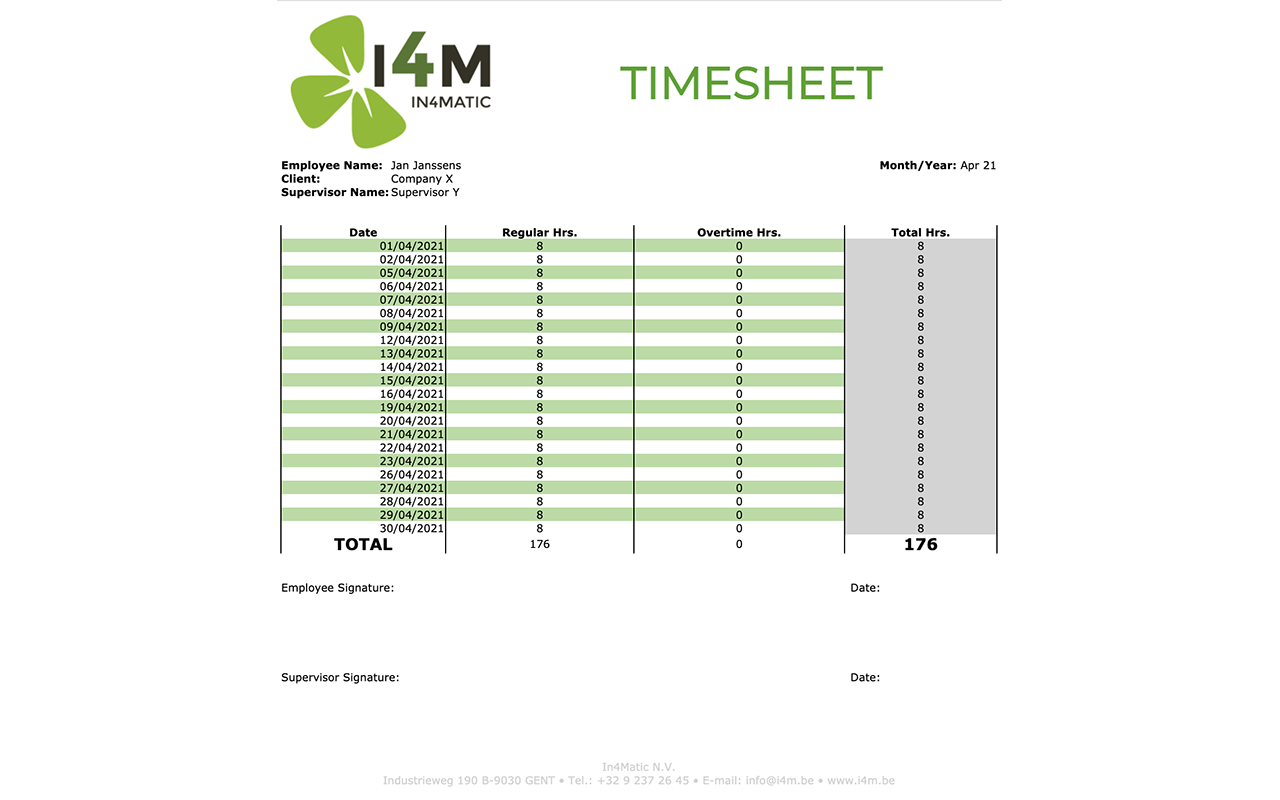 I4M
IN4MATIC
TIMESHEET
Employee Name: Jan Janssens Month/Year: Apr 21
Client: Company X
Supervisor Name: Supervisor Y
Date Regular Hrs. Overtime Hrs. Total Hrs.
01/04/2021 8 0 8
02/04/2021 8 0 8
05/04/2021 8 0 8
06/04/2021 8 0 8
07/04/2021 8 0 8
08/04/2021 8 0 8
09/04/2021 8 0 8
12/04/2021 8 0 8
13/04/2021 8 0 8
14/04/2021 8 0 8
15/04/2021 8 0 8
16/04/2021 8 0 8
19/04/2021 8 0 8
20/04/2021 8 0 8
21/04/2021 8 0 8
22/04/2021 8 0 8
23/04/2021 8 0 8
26/04/2021 8 0 8
27/04/2021 8 0 8
28/04/2021 8 0 8
29/04/2021 8 0 8
30/04/2021 8 0 8
TOTAL 176 0 176
Employee Signature: Date:
Supervisor Signature: Date:
In4Matic N.V.
Industrieweg 190 B-9030 GENT • Tel.: +32 9 237 26 45 • E-mail: info@i4m.be • www.i4m.be